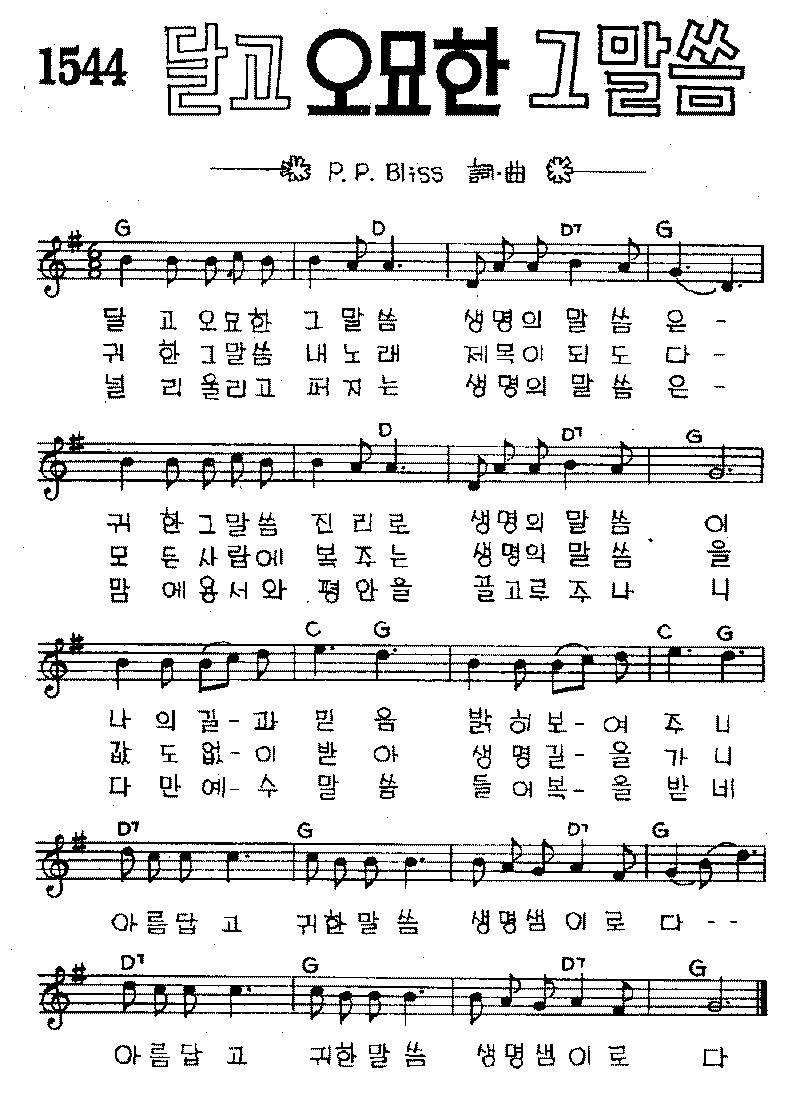 1544 달고 오묘한 그 말씀
P. P. Bliss 詞·曲
G D D7 G
달 고 오묘한 그 말 씀 생명의 말 씀 은 -
귀 한 그말씀 내 노 래 제목이 되 도 다 -
널 리 울리고 퍼 지 는 생명의 말 씀 은 -
D D7 G
귀 한 그말씀 진 리 로 생명의 말 씀 이
모 든 사람에 복 주 는 생명의 말 씀 을
맘 에 용서와 평 안 을 골고루 주 나 니
C G C G
나 의 길 - 과 믿 음 밝 히 보 - 여 주 니
값 도 없 - 이 받 아 생 명 길 - 을 가 니
다 만 예 - 수 말 씀 들 어 복 - 을 받 네
D7 G D7 G
아 름 답 고 귀 한 말 씀 생 명 샘 이 로 다 - -
D7 G D7 G
아 름 답 고 귀 한 말 씀 생 명 샘 이 로 다